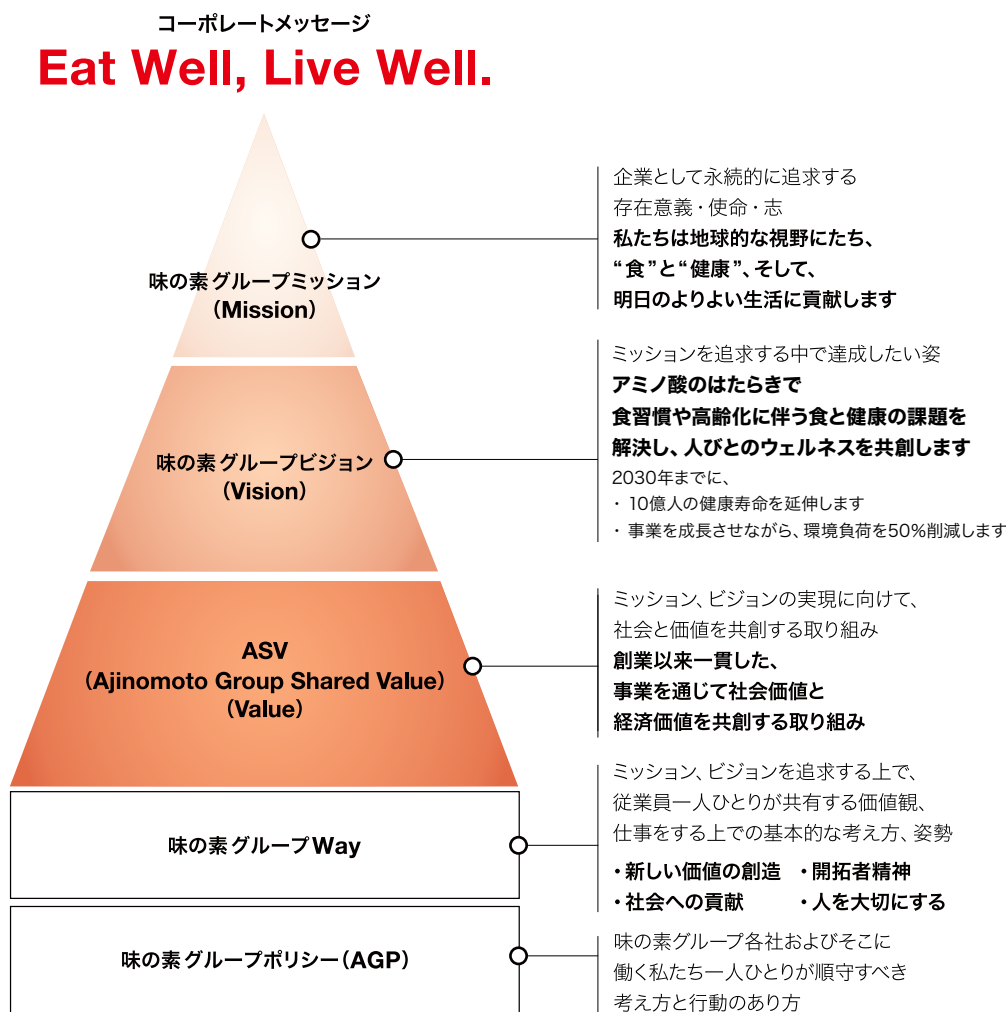 コーポレートメッセージ
Eat Well, Live Well.
味の素グループミッション
（Mission）
企業として永続的に追求する
存在意義・使命・志
私たちは地球的な視野にたち、
“食”と“健康”、そして、
明日のよりよい生活に貢献します
味の素グループビジョン
（Vision）
ミッションを追求する中で達成したい姿
アミノ酸のはたらきで
食習慣や高齢化に伴う食と健康の課題を
解決し、人びとのウェルネスを共創します
2030年までに、
・ 10億人の健康寿命を延伸します
・ 事業を成長させながら、環境負荷を50%削減します
ASV
（Ajinomoto Group Shared Value）
（Value）
ミッション、ビジョンの実現に向けて、
社会と価値を共創する取り組み
創業以来一貫した、
事業を通じて社会価値と
経済価値を共創する取り組み
味の素グループWay
ミッション、ビジョンを追求する上で、
従業員一人ひとりが共有する価値観、
仕事をする上での基本的な考え方、姿勢
・新しい価値の創造 ・開拓者精神
・社会への貢献 ・人を大切にする
味の素グループポリシー（AGP）
味の素グループ各社およびそこに
働く私たち一人ひとりが順守すべき
考え方と行動のあり方